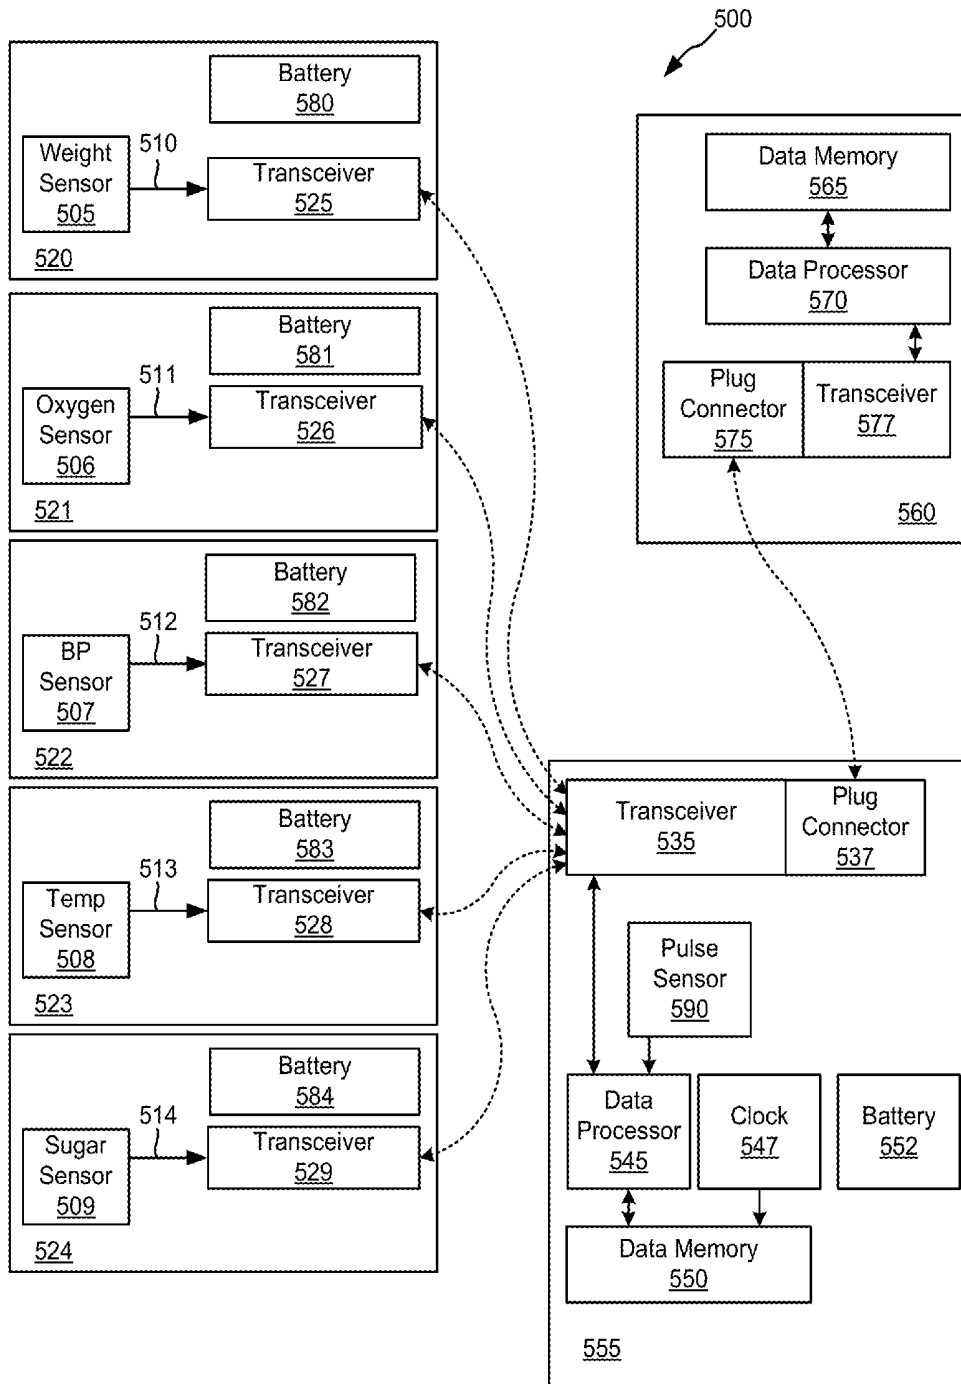 500
Battery
580
Weight
Sensor
505
510
Transceiver
525
520
Battery
581
Oxygen
Sensor
506
511
Transceiver
526
521
Battery
582
BP
Sensor
507
512
Transceiver
527
522
Battery
583
Temp
Sensor
508
513
Transceiver
528
523
Battery
584
Sugar
Sensor
509
514
Transceiver
529
524
Data Memory
565
Data Processor
570
Plug
Connector
575
Transceiver
577
560
Transceiver
535
Plug
Connector
537
Pulse
Sensor
590
Data
Processor
545
Clock
547
Battery
552
Data Memory
550
555